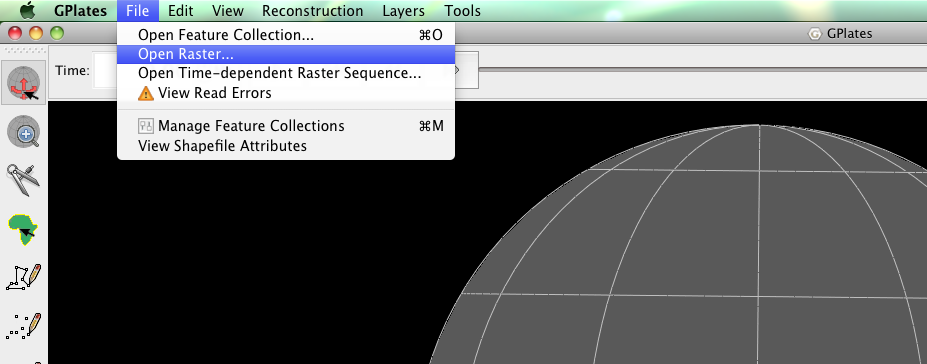 GPlates File Edit View Reconstruction Layers Tools
GPlates
Open Feature Collection... ⌘O
Open Raster...
Time:
Open Time-dependent Raster Sequence...
View Read Errors
Manage Feature Collections ⌘M
View Shapefile Attributes